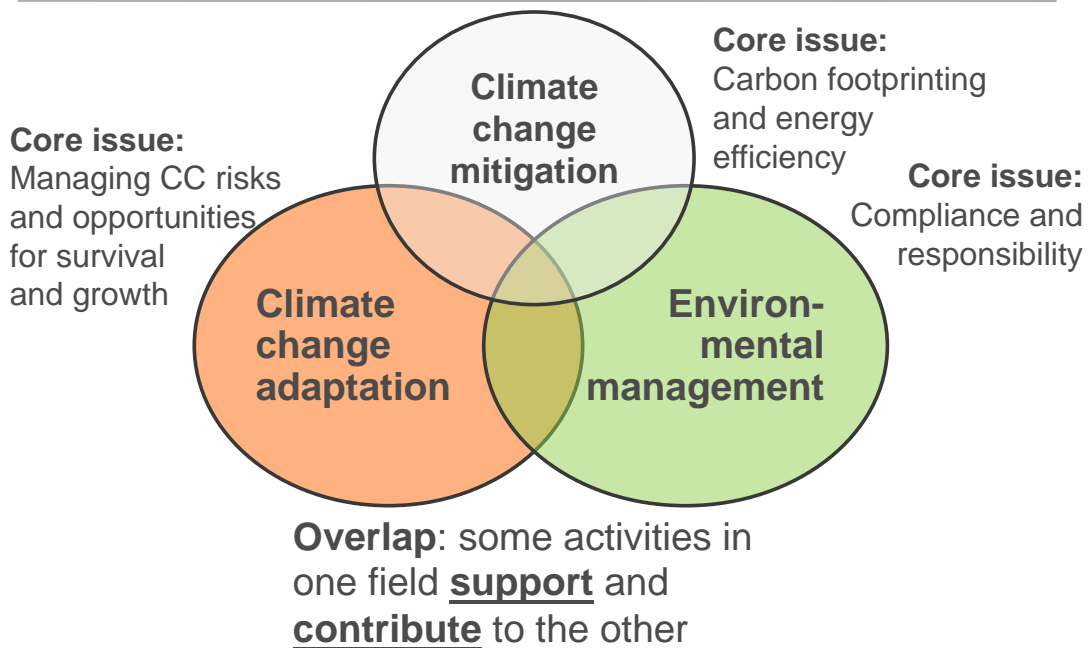 Core issue:
Carbon footprinting
and energy
efficiency
Climate
change
mitigation
Core issue:
Managing CC risks
and opportunities
for survival
and growth
Core issue:
Compliance and
responsibility
Climate
change
adaptation
Environ-
mental
management
Overlap: some activities in
one field support and
contribute to the other